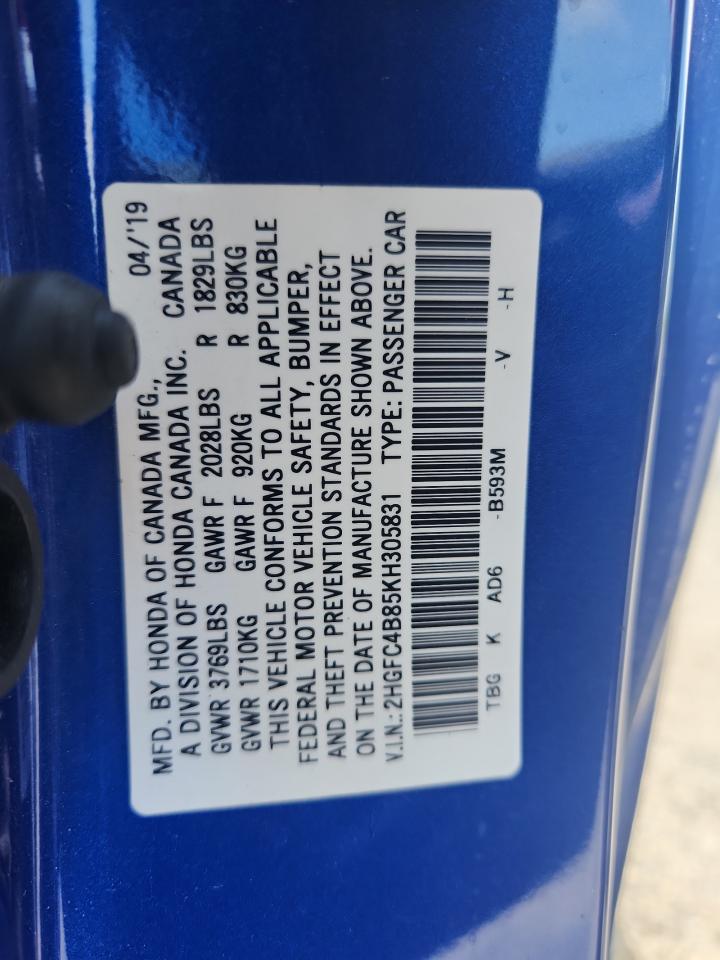 MFD. BY HONDA OF CANADA MFG., 04/'19
A DIVISION OF HONDA CANADA INC. CANADA
GVWR 3769LBS GAWR F 2028LBS R 1829LBS
GVWR 1710KG GAWR F 920KG R 830KG
THIS VEHICLE CONFORMS TO ALL APPLICABLE
FEDERAL MOTOR VEHICLE SAFETY, BUMPER,
AND THEFT PREVENTION STANDARDS IN EFFECT
ON THE DATE OF MANUFACTURE SHOWN ABOVE.
V.I.N.: 2HGFC4B85KH305831 TYPE: PASSENGER CAR
TBG K AD6 -B593M -V -H